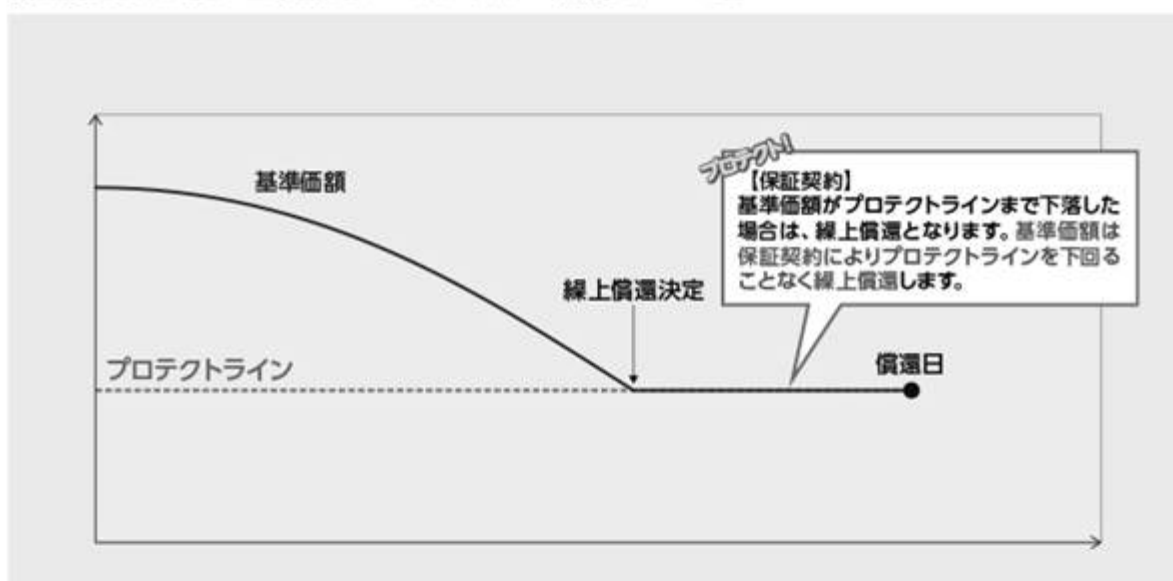 プロテクト!
【保証契約】
基準価額がプロテクトラインまで下落した
場合は、繰上償還となります。基準価額は
保証契約によりプロテクトラインを下回る
ことなく繰上償還します。
基準価額
繰上償還決定
プロテクトライン
償還日